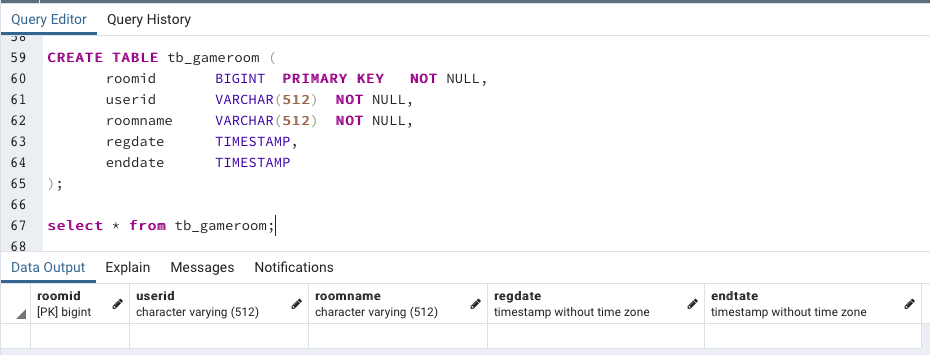 Query Editor Query History
58
59 CREATE TABLE tb_gameroom (
60 roomid BIGINT PRIMARY KEY NOT NULL,
61 userid VARCHAR(512) NOT NULL,
62 roomname VARCHAR(512) NOT NULL,
63 regdate TIMESTAMP,
64 enddate TIMESTAMP
65 );
66
67 select * from tb_gameroom;
68
Data Output Explain Messages Notifications
roomid userid roomname regdate endtate
[PK] bigint character varying (512) character varying (512) timestamp without time zone timestamp without time zone